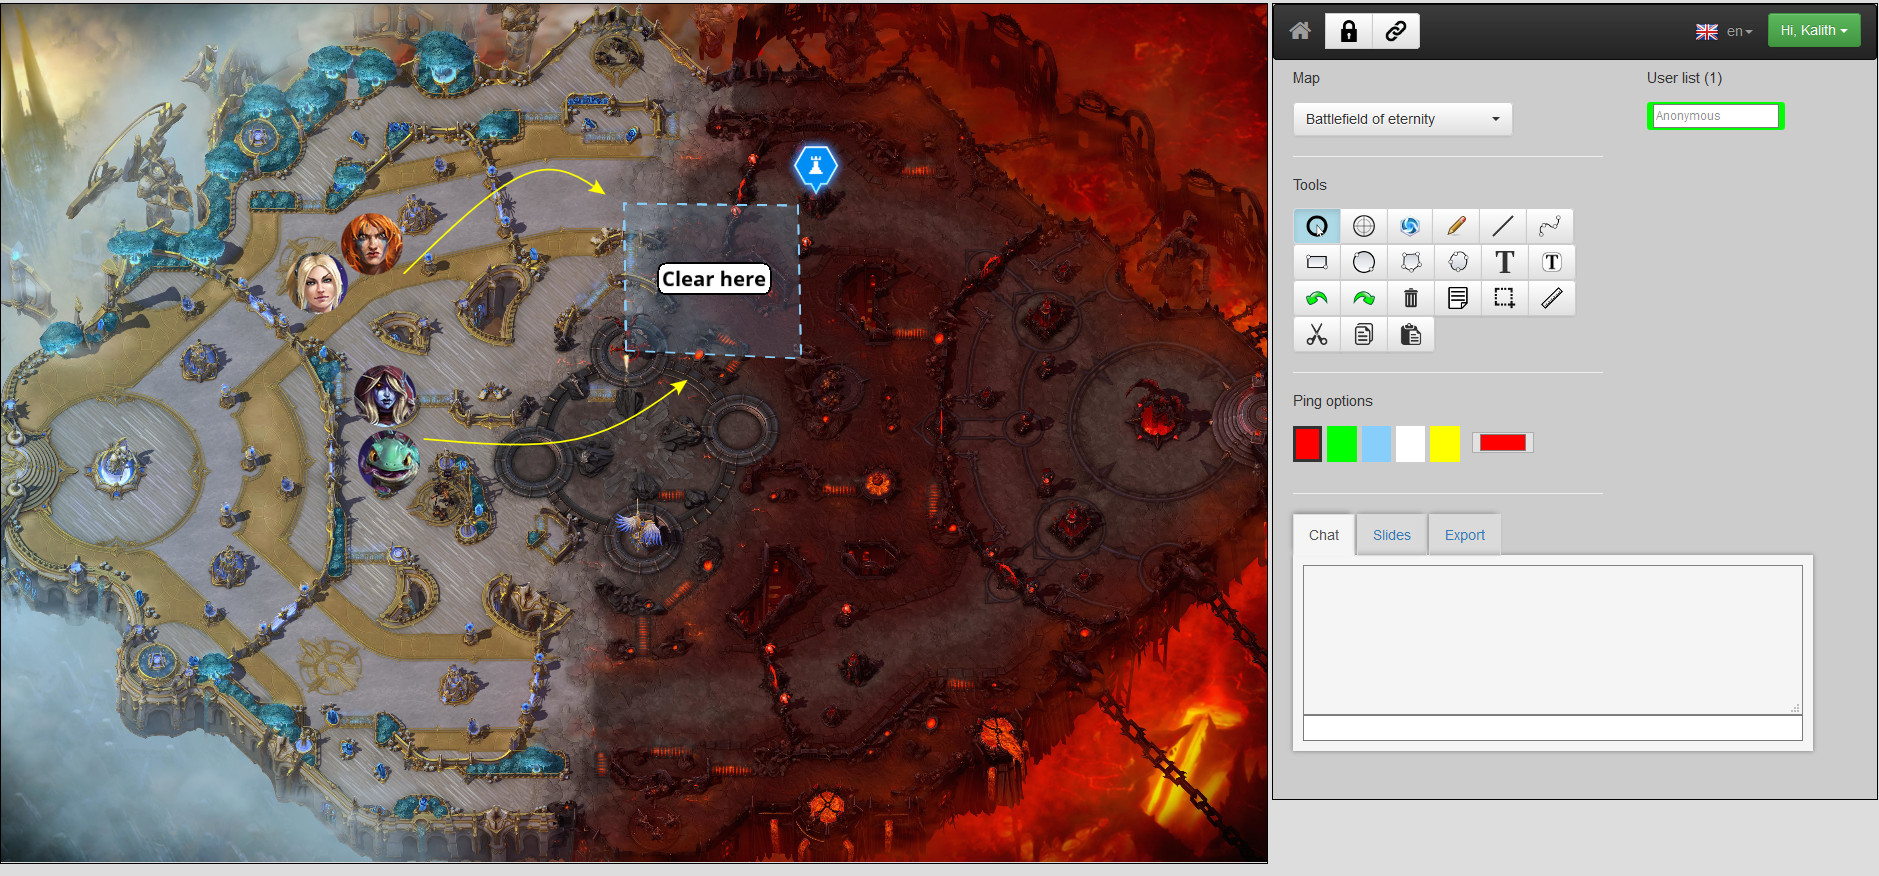 en
Hi, Kalith
Map
User list (1)
Battlefield of eternity
Anonymous
Tools
T
T
Clear here
Ping options
Chat
Slides
Export